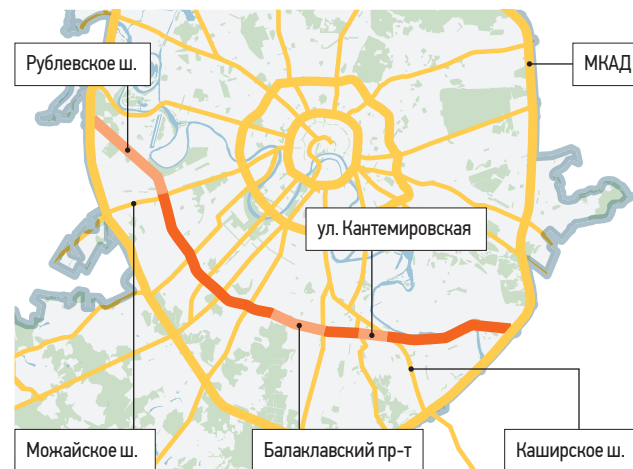 Рублевское ш.
МКАД
ул. Кантемировская
Можайское ш.
Балаклавский пр-т
Каширское ш.